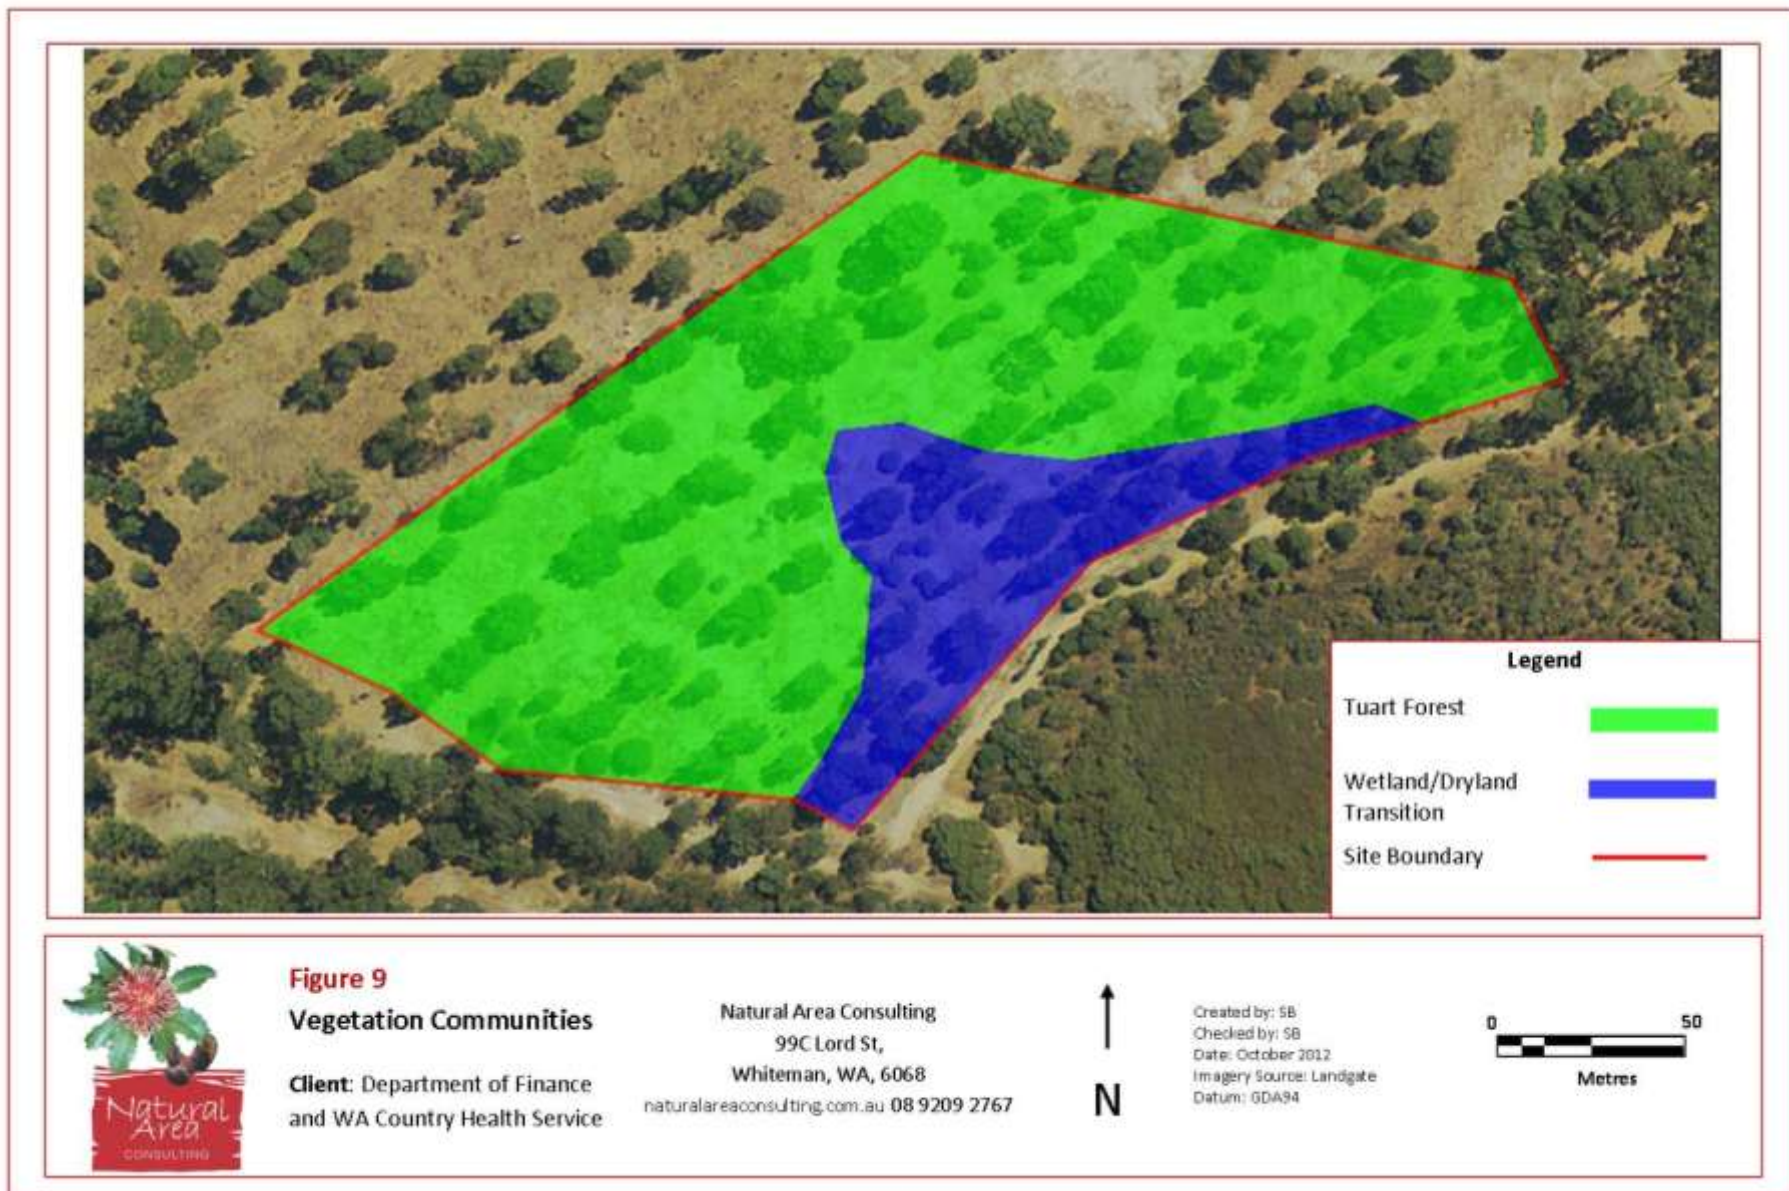 Legend
Tuart Forest
Wetland/Dryland
Transition
Site Boundary
Natural
Area
CONSULTING
Figure 9
Vegetation Communities
Client: Department of Finance
and WA Country Health Service
Natural Area Consulting
99C Lord St,
Whiteman, WA, 6068
naturalareaconsulting.com.au 08 9209 2767
N
Created by: SB
Checked by: SB
Date: October 2012
Imagery Source: Landgate
Datum: GDA94
0 50
Metres